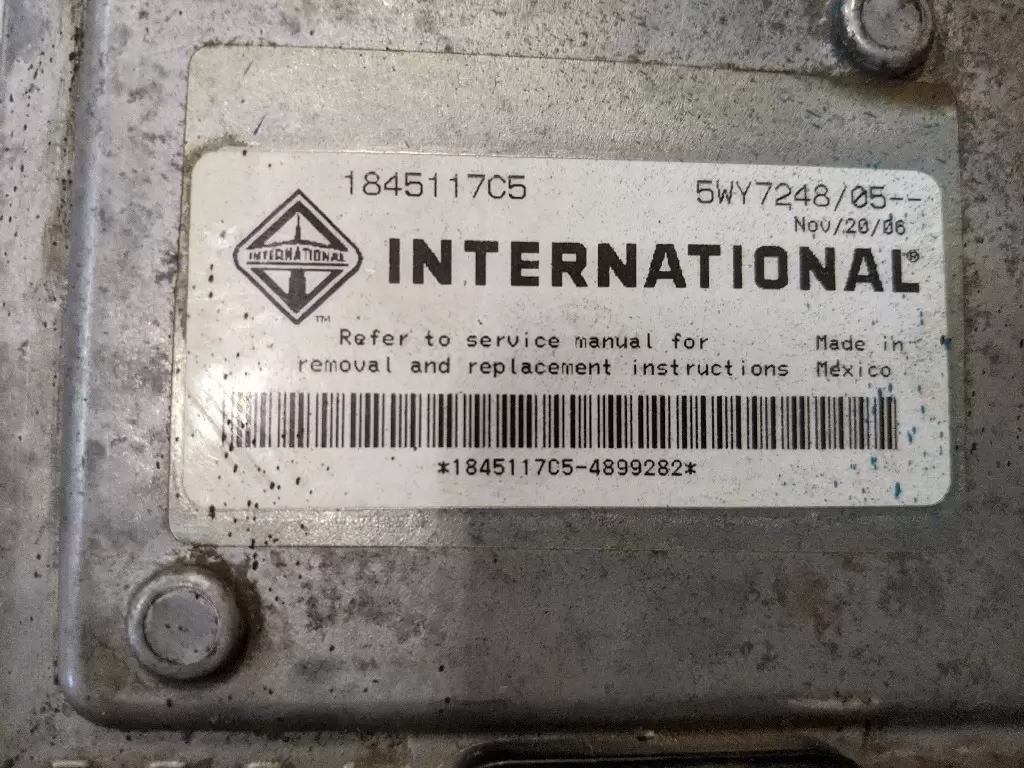 1845117C5 5WY7248/05--
Nov/20/06
INTERNATIONAL
INTERNATIONAL®
TM
Refer to service manual for Made in
removal and replacement instructions Mexico
*1845117C5-4899282*